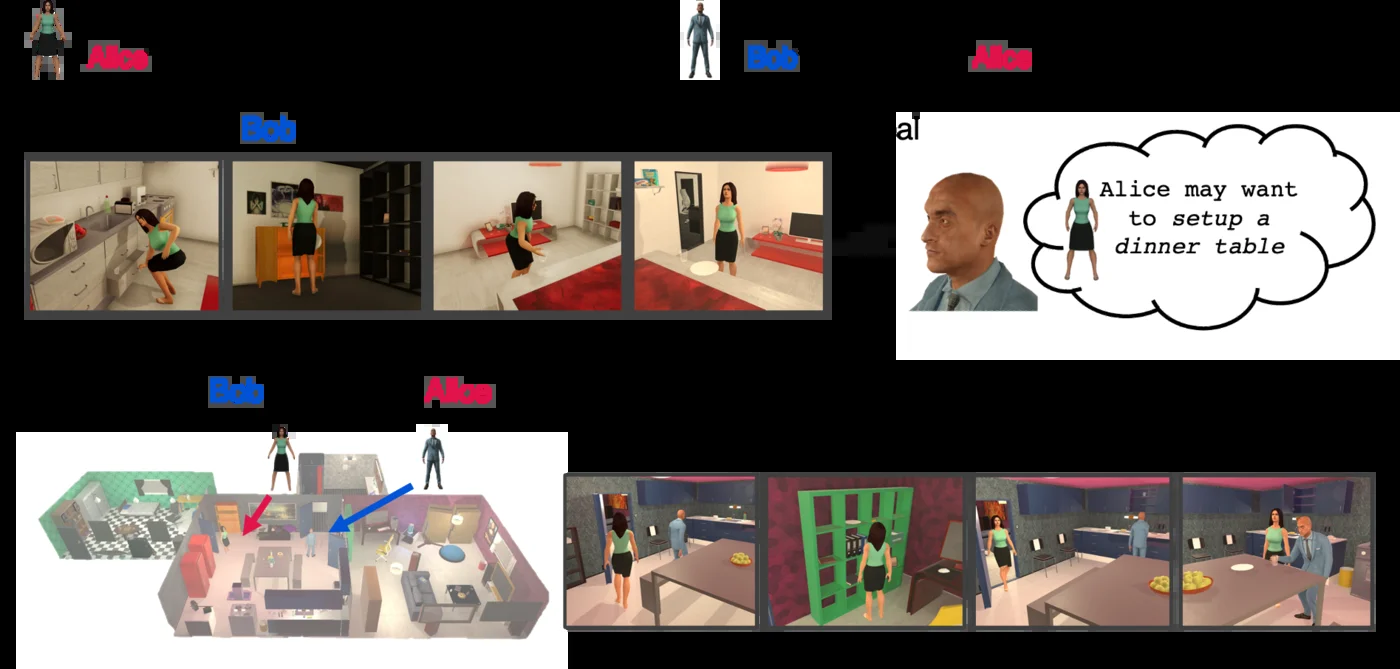 Alice
Bob
Alice
Bob
al
Alice may want
to setup a
dinner table
Bob
Alice